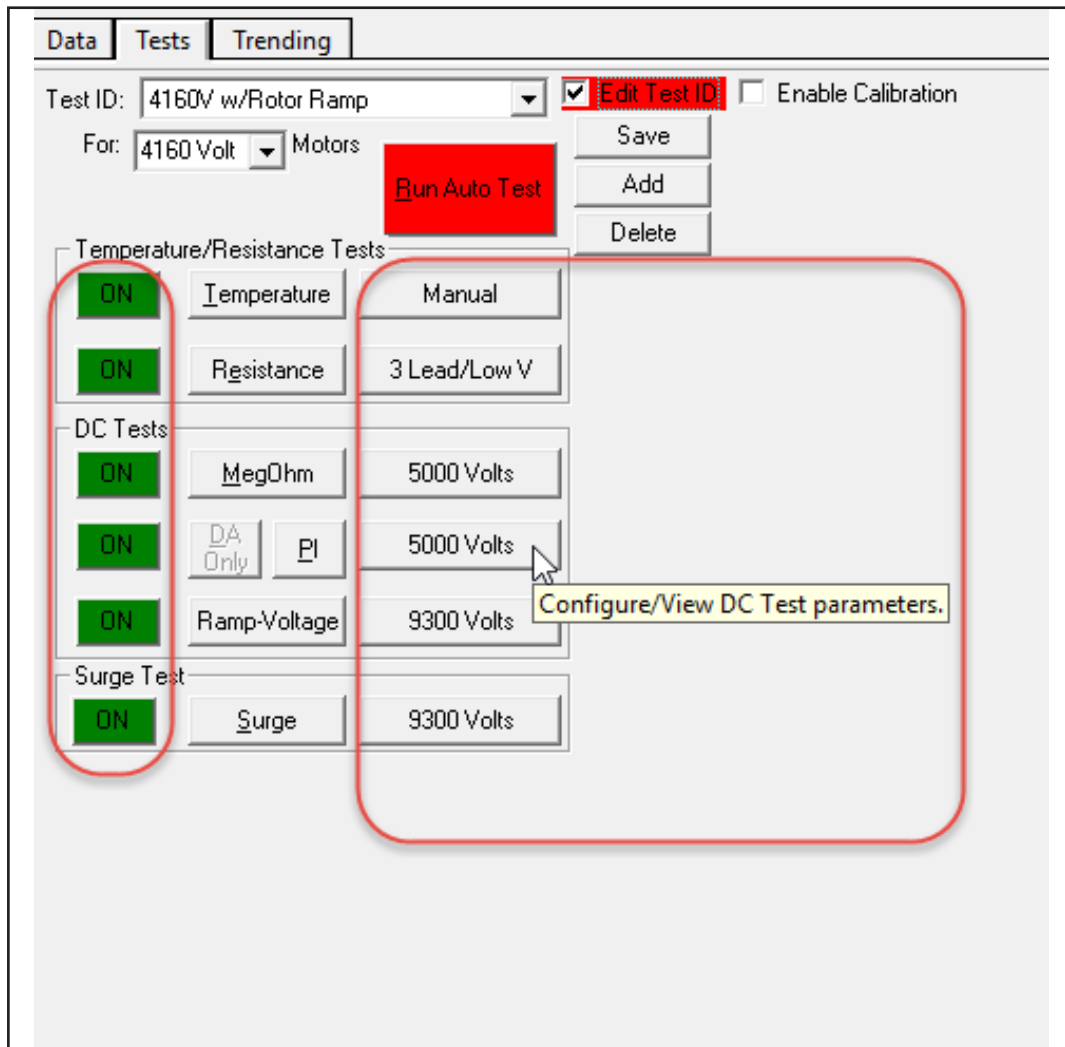 Data Tests Trending
Test ID: 4160V w/Rotor Ramp Edit Test ID Enable Calibration
For: 4160 Volt Motors Save
Run Auto Test Add
Delete
Temperature/Resistance Tests
ON Temperature Manual
ON Resistance 3 Lead/Low V
DC Tests
ON MegOhm 5000 Volts
ON DA Only PI 5000 Volts
Configure/View DC Test parameters.
ON Ramp-Voltage 9300 Volts
Surge Test
ON Surge 9300 Volts